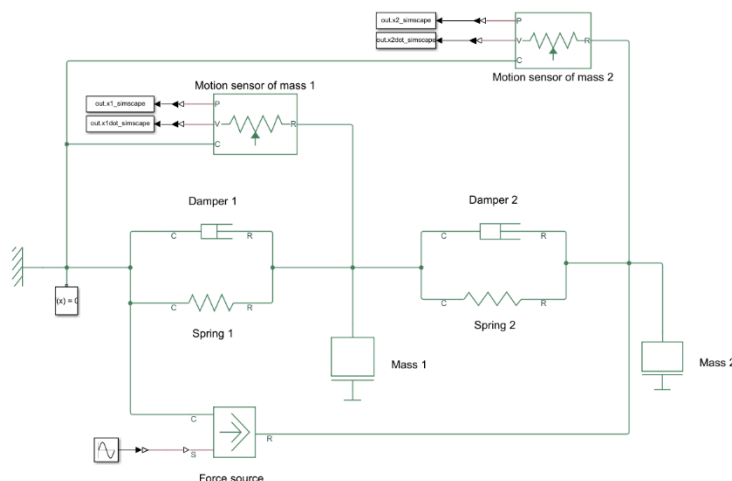 out.x2_simscape
P
out.x2dot_simscape
V
R
C
Motion sensor of mass 2
Motion sensor of mass 1
out.x1_simscape
P
out.x1dot_simscape
V
R
C
Damper 1
Damper 2
C
R
C
R
(x) = 0
C
R
C
R
Spring 1
Spring 2
Mass 1
Mass 2
C
S
R
Force source